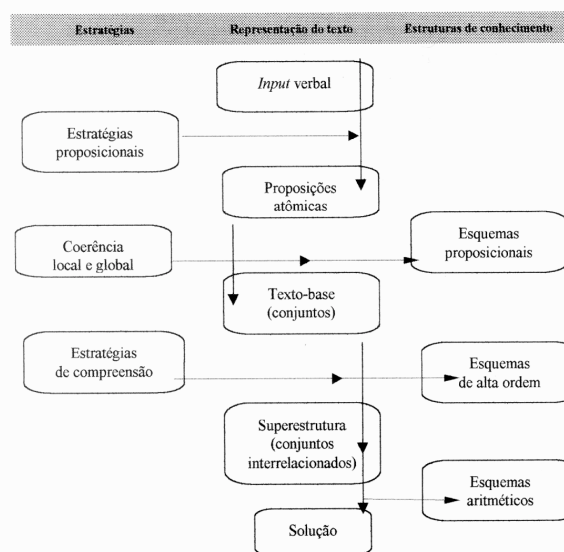 Estratégias Representação do texto Estruturas de conhecimento
Input verbal
Estratégias
proposicionais
Proposições
atômicas
Coerência
local e global
Esquemas
proposicionais
Texto-base
(conjuntos)
Estratégias
de compreensão
Esquemas
de alta ordem
Superestrutura
(conjuntos
interrelacionados)
Esquemas
aritméticos
Solução